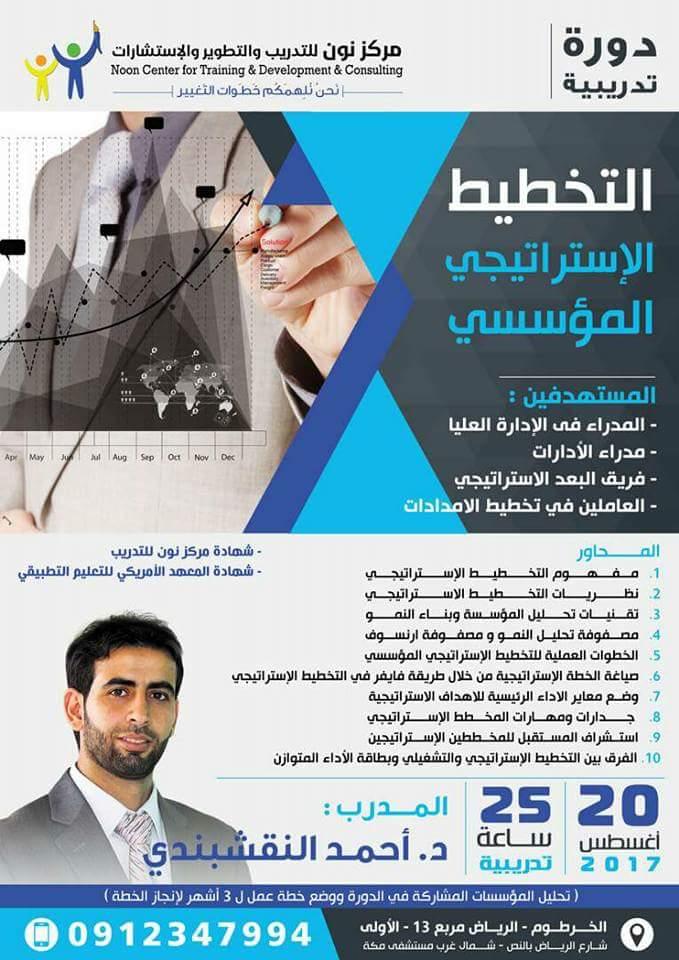 دورة
تدريبية
مركز نون للتدريب والتطوير والإستشارات
Noon Center for Training & Development & Consulting
نحن نُلهمكم خطوات التغيير
التخطيط
الإستراتيجي
المؤسسي
المستهدفين :
- المدراء فى الإدارة العليا
- مدراء الأدارات
- فريق البعد الاستراتيجي
- العاملين في تخطيط الامدادات
Solution
Apr May Jun Jul Aug Sep Oct Nov Dec
- شهادة مركز نون للتدريب
- شهادة المعهد الأمريكي للتعليم التطبيقي
المـــحاور
1. مفهوم التخطيط الإستراتيجي
2. نظريات التخطيط الاستراتيجي
3. تقنيات تحليل المؤسسة وبناء النمو
4. مصفوفة تحليل النمو و مصفوفة ارنسوف
5. الخطوات العملية للتخطيط الإستراتيجي المؤسسي
6. صياغة الخطة الإستراتيجية من خلال طريقة فايفر في التخطيط الإستراتيجي
7. وضع معاير الاداء الرئيسية للاهداف الاستراتيجية
8. جدارات ومهارات المخطط الإستراتيجي
9. استشراف المستقبل للمخططين الإستراتيجين
10. الفرق بين التخطيط الإستراتيجي والتشغيلي وبطاقة الأداء المتوازن
20
أغسطس
2017
25
ساعة
تدريبية
المـدرب :
د. أحمد النقشبندي
( تحليل المؤسسات المشاركة في الدورة ووضع خطة عمل ل 3 أشهر لإنجاز الخطة )
الخرطوم - الرياض مربع 13 - الأولى
شارع الرياض بالنص - شمال غرب مستشفى مكة
0912347994